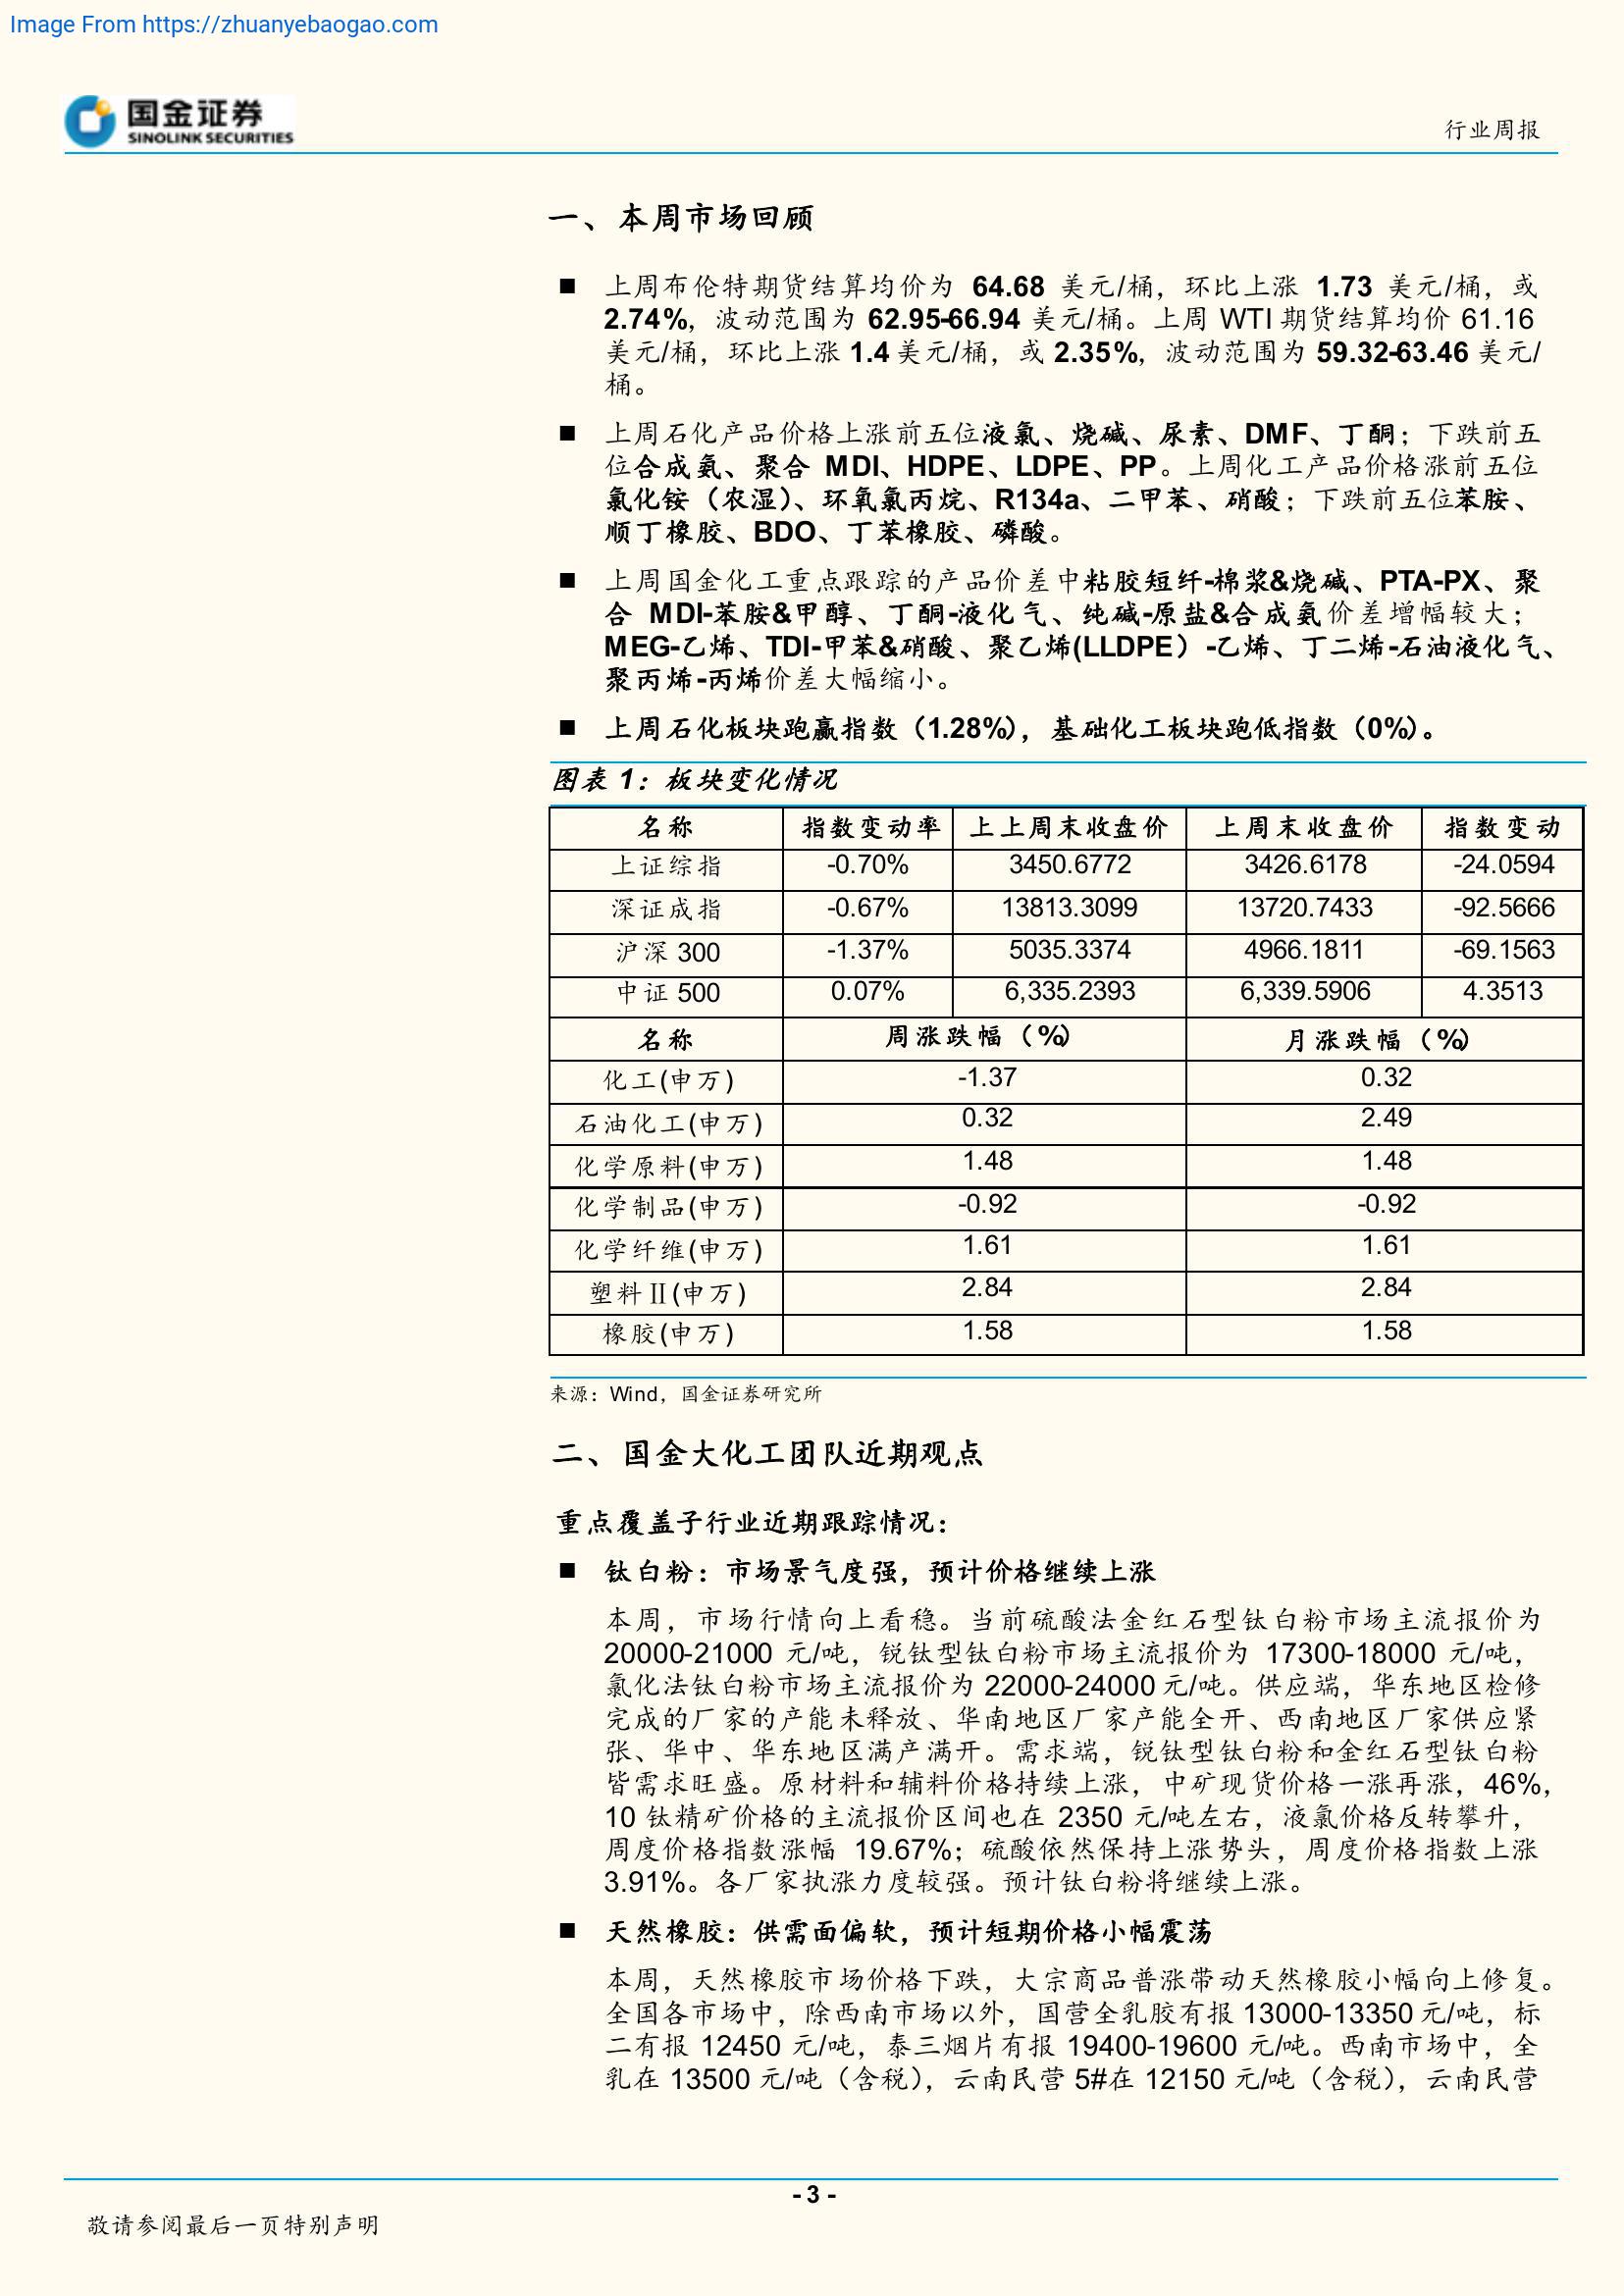 Image From https://zhuanyebaogao.com
国金证券
SINOLINK SECURITIES
行业周报
一、本周市场回顾
■ 上周布伦特期货结算均价为 64.68 美元/桶，环比上涨 1.73 美元/桶，或
2.74%，波动范围为 62.95-66.94 美元/桶。上周 WTI 期货结算均价 61.16
美元/桶，环比上涨 1.4 美元/桶，或 2.35%，波动范围为 59.32-63.46 美元/
桶。
■ 上周石化产品价格上涨前五位液氯、烧碱、尿素、DMF、丁酮；下跌前五
位合成氨、聚合 MDI、HDPE、LDPE、PP。上周化工产品价格涨前五位
氯化铵（农湿）、环氧氯丙烷、R134a、二甲苯、硝酸；下跌前五位苯胺、
顺丁橡胶、BDO、丁苯橡胶、磷酸。
■ 上周国金化工重点跟踪的产品价差中粘胶短纤-棉浆&烧碱、PTA-PX、聚
合 MDI-苯胺&甲醇、丁酮-液化气、纯碱-原盐&合成氨价差增幅较大；
MEG-乙烯、TDI-甲苯&硝酸、聚乙烯(LLDPE）-乙烯、丁二烯-石油液化气、
聚丙烯-丙烯价差大幅缩小。
■ 上周石化板块跑赢指数（1.28%），基础化工板块跑低指数（0%）。
图表 1：板块变化情况
名称 指数变动率 上上周末收盘价 上周末收盘价 指数变动
上证综指 -0.70% 3450.6772 3426.6178 -24.0594
深证成指 -0.67% 13813.3099 13720.7433 -92.5666
沪深 300 -1.37% 5035.3374 4966.1811 -69.1563
中证 500 0.07% 6,335.2393 6,339.5906 4.3513
名称 周涨跌幅（%） 月涨跌幅（%）
化工(申万) -1.37 0.32
石油化工(申万) 0.32 2.49
化学原料(申万) 1.48 1.48
化学制品(申万) -0.92 -0.92
化学纤维(申万) 1.61 1.61
塑料Ⅱ(申万) 2.84 2.84
橡胶(申万) 1.58 1.58
来源：Wind，国金证券研究所
二、国金大化工团队近期观点
重点覆盖子行业近期跟踪情况：
■ 钛白粉：市场景气度强，预计价格继续上涨
本周，市场行情向上看稳。当前硫酸法金红石型钛白粉市场主流报价为
20000-21000 元/吨，锐钛型钛白粉市场主流报价为 17300-18000 元/吨，
氯化法钛白粉市场主流报价为 22000-24000 元/吨。供应端，华东地区检修
完成的厂家的产能未释放、华南地区厂家产能全开、西南地区厂家供应紧
张、华中、华东地区满产满开。需求端，锐钛型钛白粉和金红石型钛白粉
皆需求旺盛。原材料和辅料价格持续上涨，中矿现货价格一涨再涨，46%，
10 钛精矿价格的主流报价区间也在 2350 元/吨左右，液氯价格反转攀升，
周度价格指数涨幅 19.67%；硫酸依然保持上涨势头，周度价格指数上涨
3.91%。各厂家执涨力度较强。预计钛白粉将继续上涨。
■ 天然橡胶：供需面偏软，预计短期价格小幅震荡
本周，天然橡胶市场价格下跌，大宗商品普涨带动天然橡胶小幅向上修复。
全国各市场中，除西南市场以外，国营全乳胶有报 13000-13350 元/吨，标
二有报 12450 元/吨，泰三烟片有报 19400-19600 元/吨。西南市场中，全
乳在 13500 元/吨（含税），云南民营 5#在 12150 元/吨（含税），云南民营
- 3 -
敬请参阅最后一页特别声明